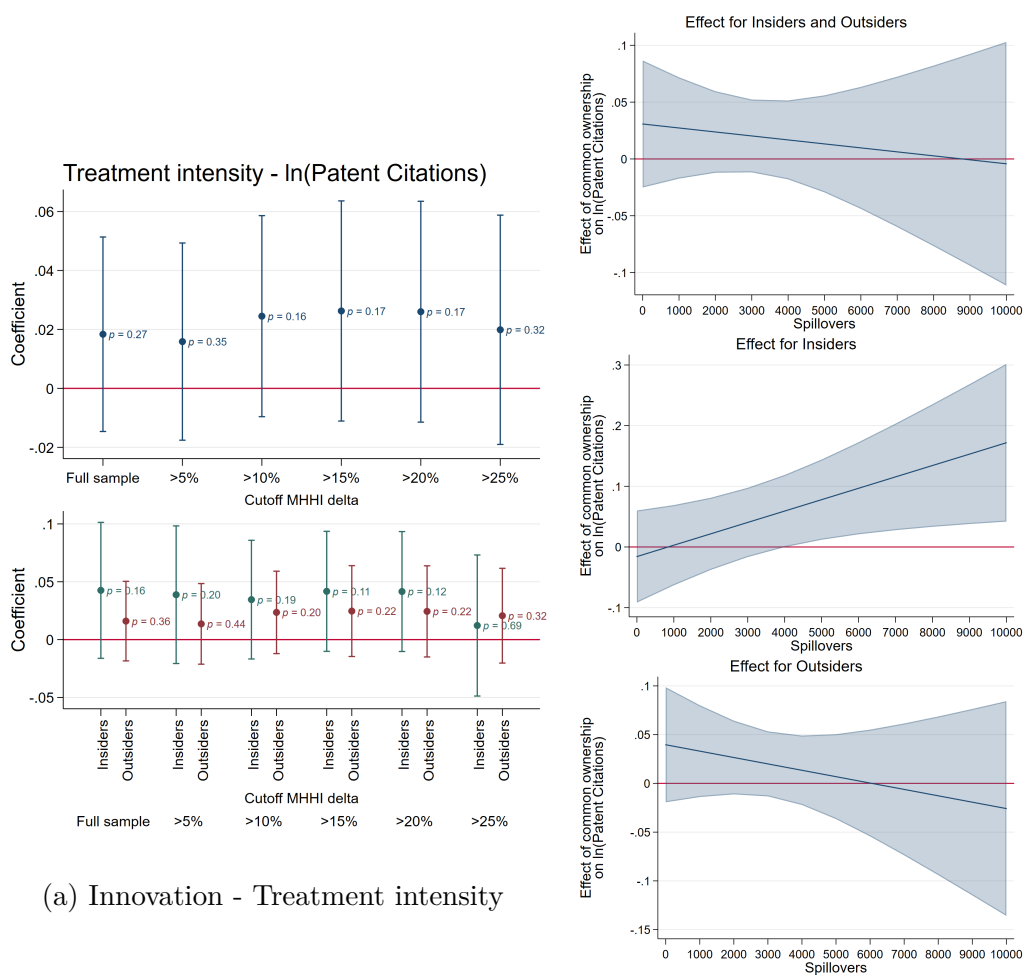 Treatment intensity - ln(Patent Citations)
Coefficient
.06
.04
.02
0
-.02
p = 0.27
p = 0.35
p = 0.16
p = 0.17
p = 0.17
p = 0.32
Full sample >5% >10% >15% >20% >25%
Cutoff MHHI delta
Coefficient
.1
.05
0
-.05
p = 0.16
p = 0.36
p = 0.20
p = 0.44
p = 0.19
p = 0.20
p = 0.11
p = 0.22
p = 0.12
p = 0.22
p = 0.69
p = 0.32
Insiders
Outsiders
Insiders
Outsiders
Insiders
Outsiders
Insiders
Outsiders
Insiders
Outsiders
Insiders
Outsiders
Cutoff MHHI delta
Full sample >5% >10% >15% >20% >25%
(a) Innovation - Treatment intensity
Effect for Insiders and Outsiders
Effect of common ownership
on ln(Patent Citations)
.1
.05
0
-.05
-.1
0 1000 2000 3000 4000 5000 6000 7000 8000 9000 10000
Spillovers
Effect for Insiders
Effect of common ownership
on ln(Patent Citations)
.3
.2
.1
0
-.1
0 1000 2000 3000 4000 5000 6000 7000 8000 9000 10000
Spillovers
Effect for Outsiders
Effect of common ownership
on ln(Patent Citations)
.1
.05
0
-.05
-.1
-.15
0 1000 2000 3000 4000 5000 6000 7000 8000 9000 10000
Spillovers